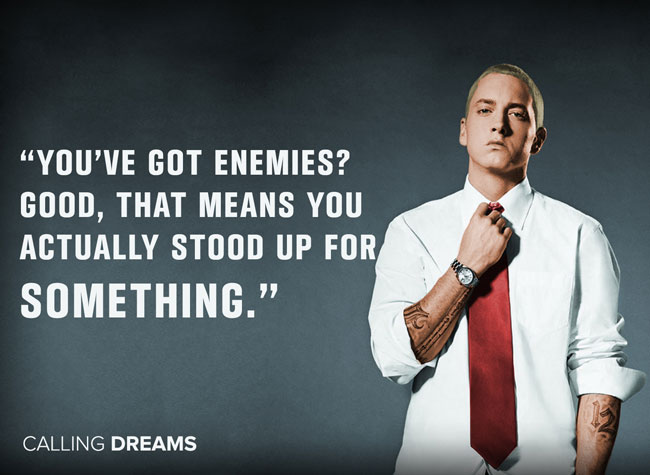 “YOU’VE GOT ENEMIES?
GOOD, THAT MEANS YOU
ACTUALLY STOOD UP FOR
SOMETHING.”
CALLING DREAMS